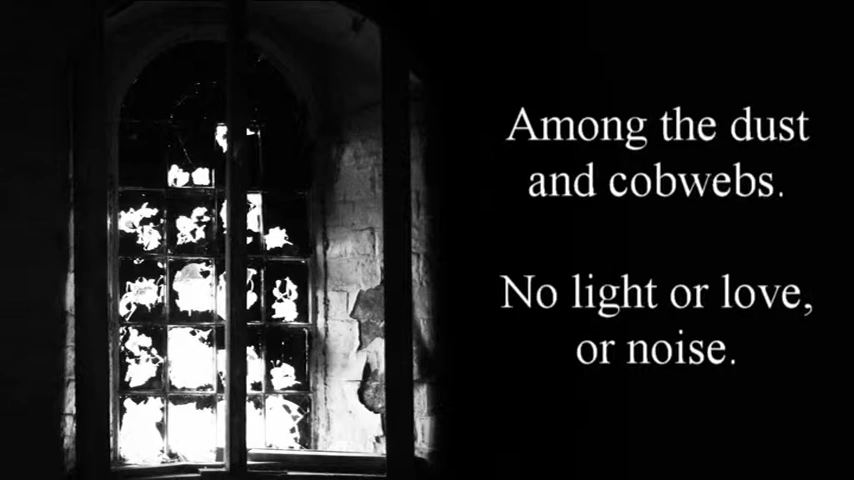 Among the dust
and cobwebs.
No light or love,
or noise.